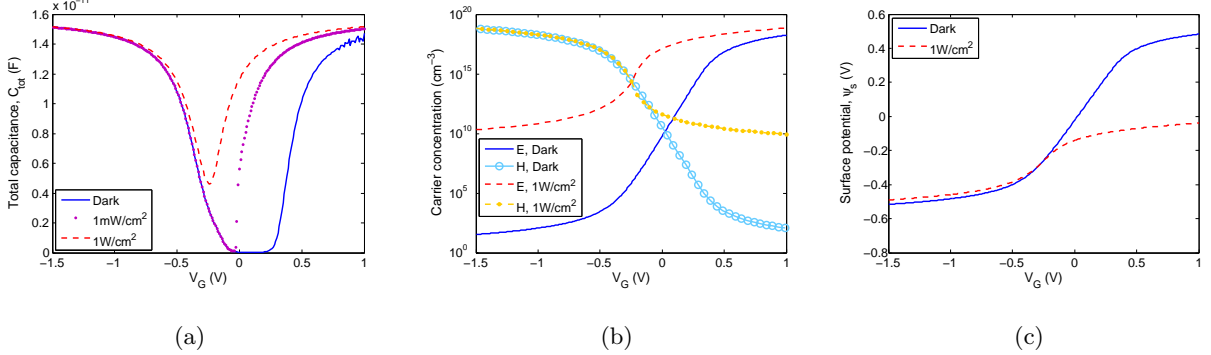 x 10⁻¹¹
1.6
1.4
1.2
1
0.8
0.6
0.4
0.2
0
−1.5 −1 −0.5 0 0.5 1
V_G (V)
Total capacitance, C_tot (F)
Dark
1mW/cm²
1W/cm²
(a)
10²⁰
10¹⁵
10¹⁰
10⁵
10⁰
−1.5 −1 −0.5 0 0.5 1
V_G (V)
Carrier concentration (cm⁻³)
E, Dark
H, Dark
E, 1W/cm²
H, 1W/cm²
(b)
0.6
0.4
0.2
0
−0.2
−0.4
−0.6
−0.8
−1.5 −1 −0.5 0 0.5 1
V_G (V)
Surface potential, ψ_s (V)
Dark
1W/cm²
(c)